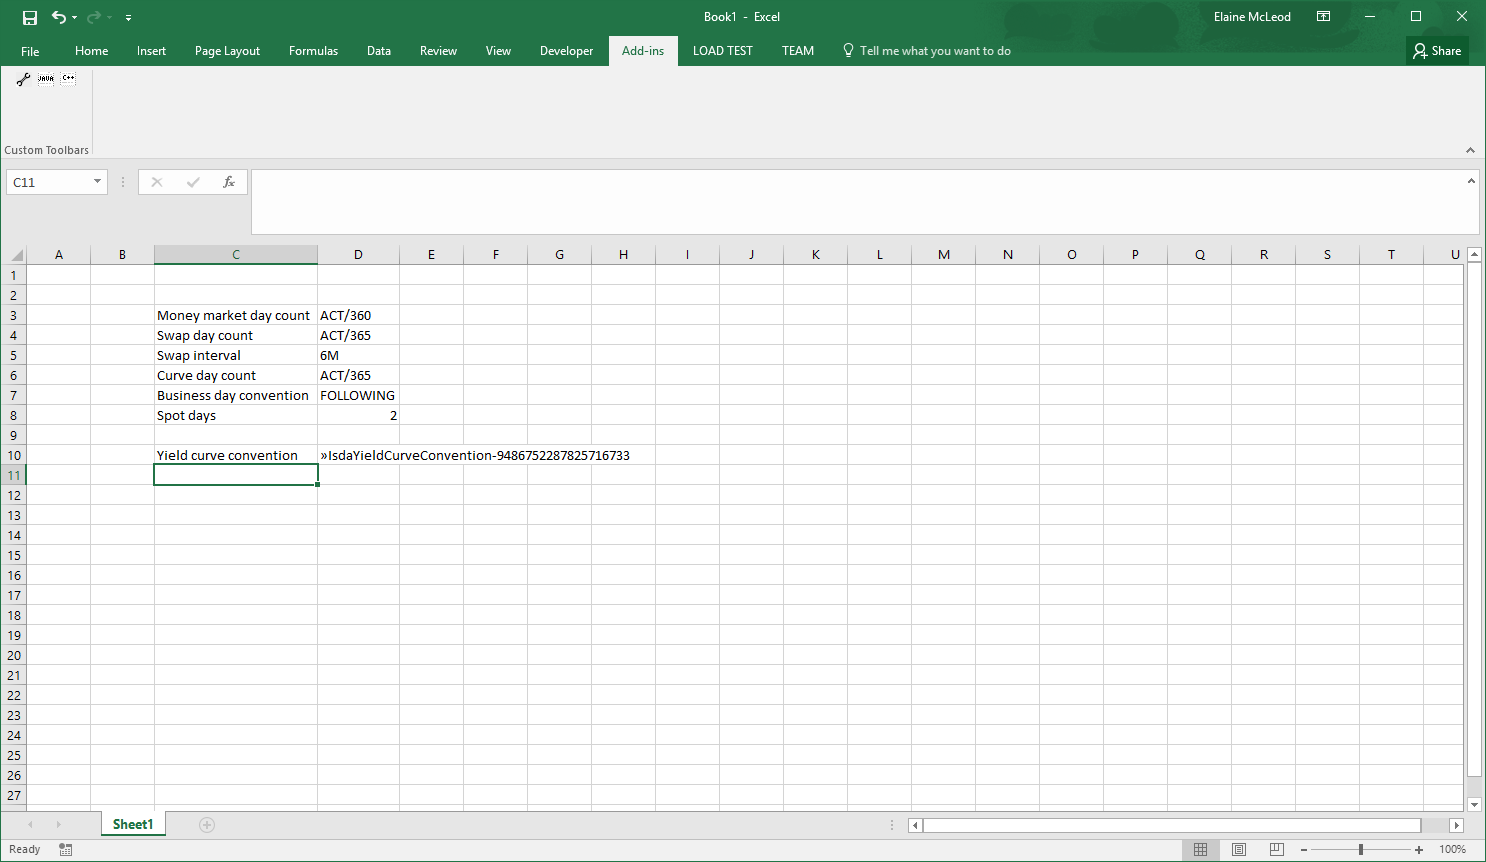 Book1 - Excel
Elaine McLeod
File Home Insert Page Layout Formulas Data Review View Developer Add-ins LOAD TEST TEAM Tell me what you want to do Share
JAVA C++
Custom Toolbars
C11 fx
A B C D E F G H I J K L M N O P Q R S T U
1
2
3 Money market day count ACT/360
4 Swap day count ACT/365
5 Swap interval 6M
6 Curve day count ACT/365
7 Business day convention FOLLOWING
8 Spot days 2
9
10 Yield curve convention »IsdaYieldCurveConvention-9486752287825716733
11
12
13
14
15
16
17
18
19
20
21
22
23
24
25
26
27
Sheet1
Ready 100%